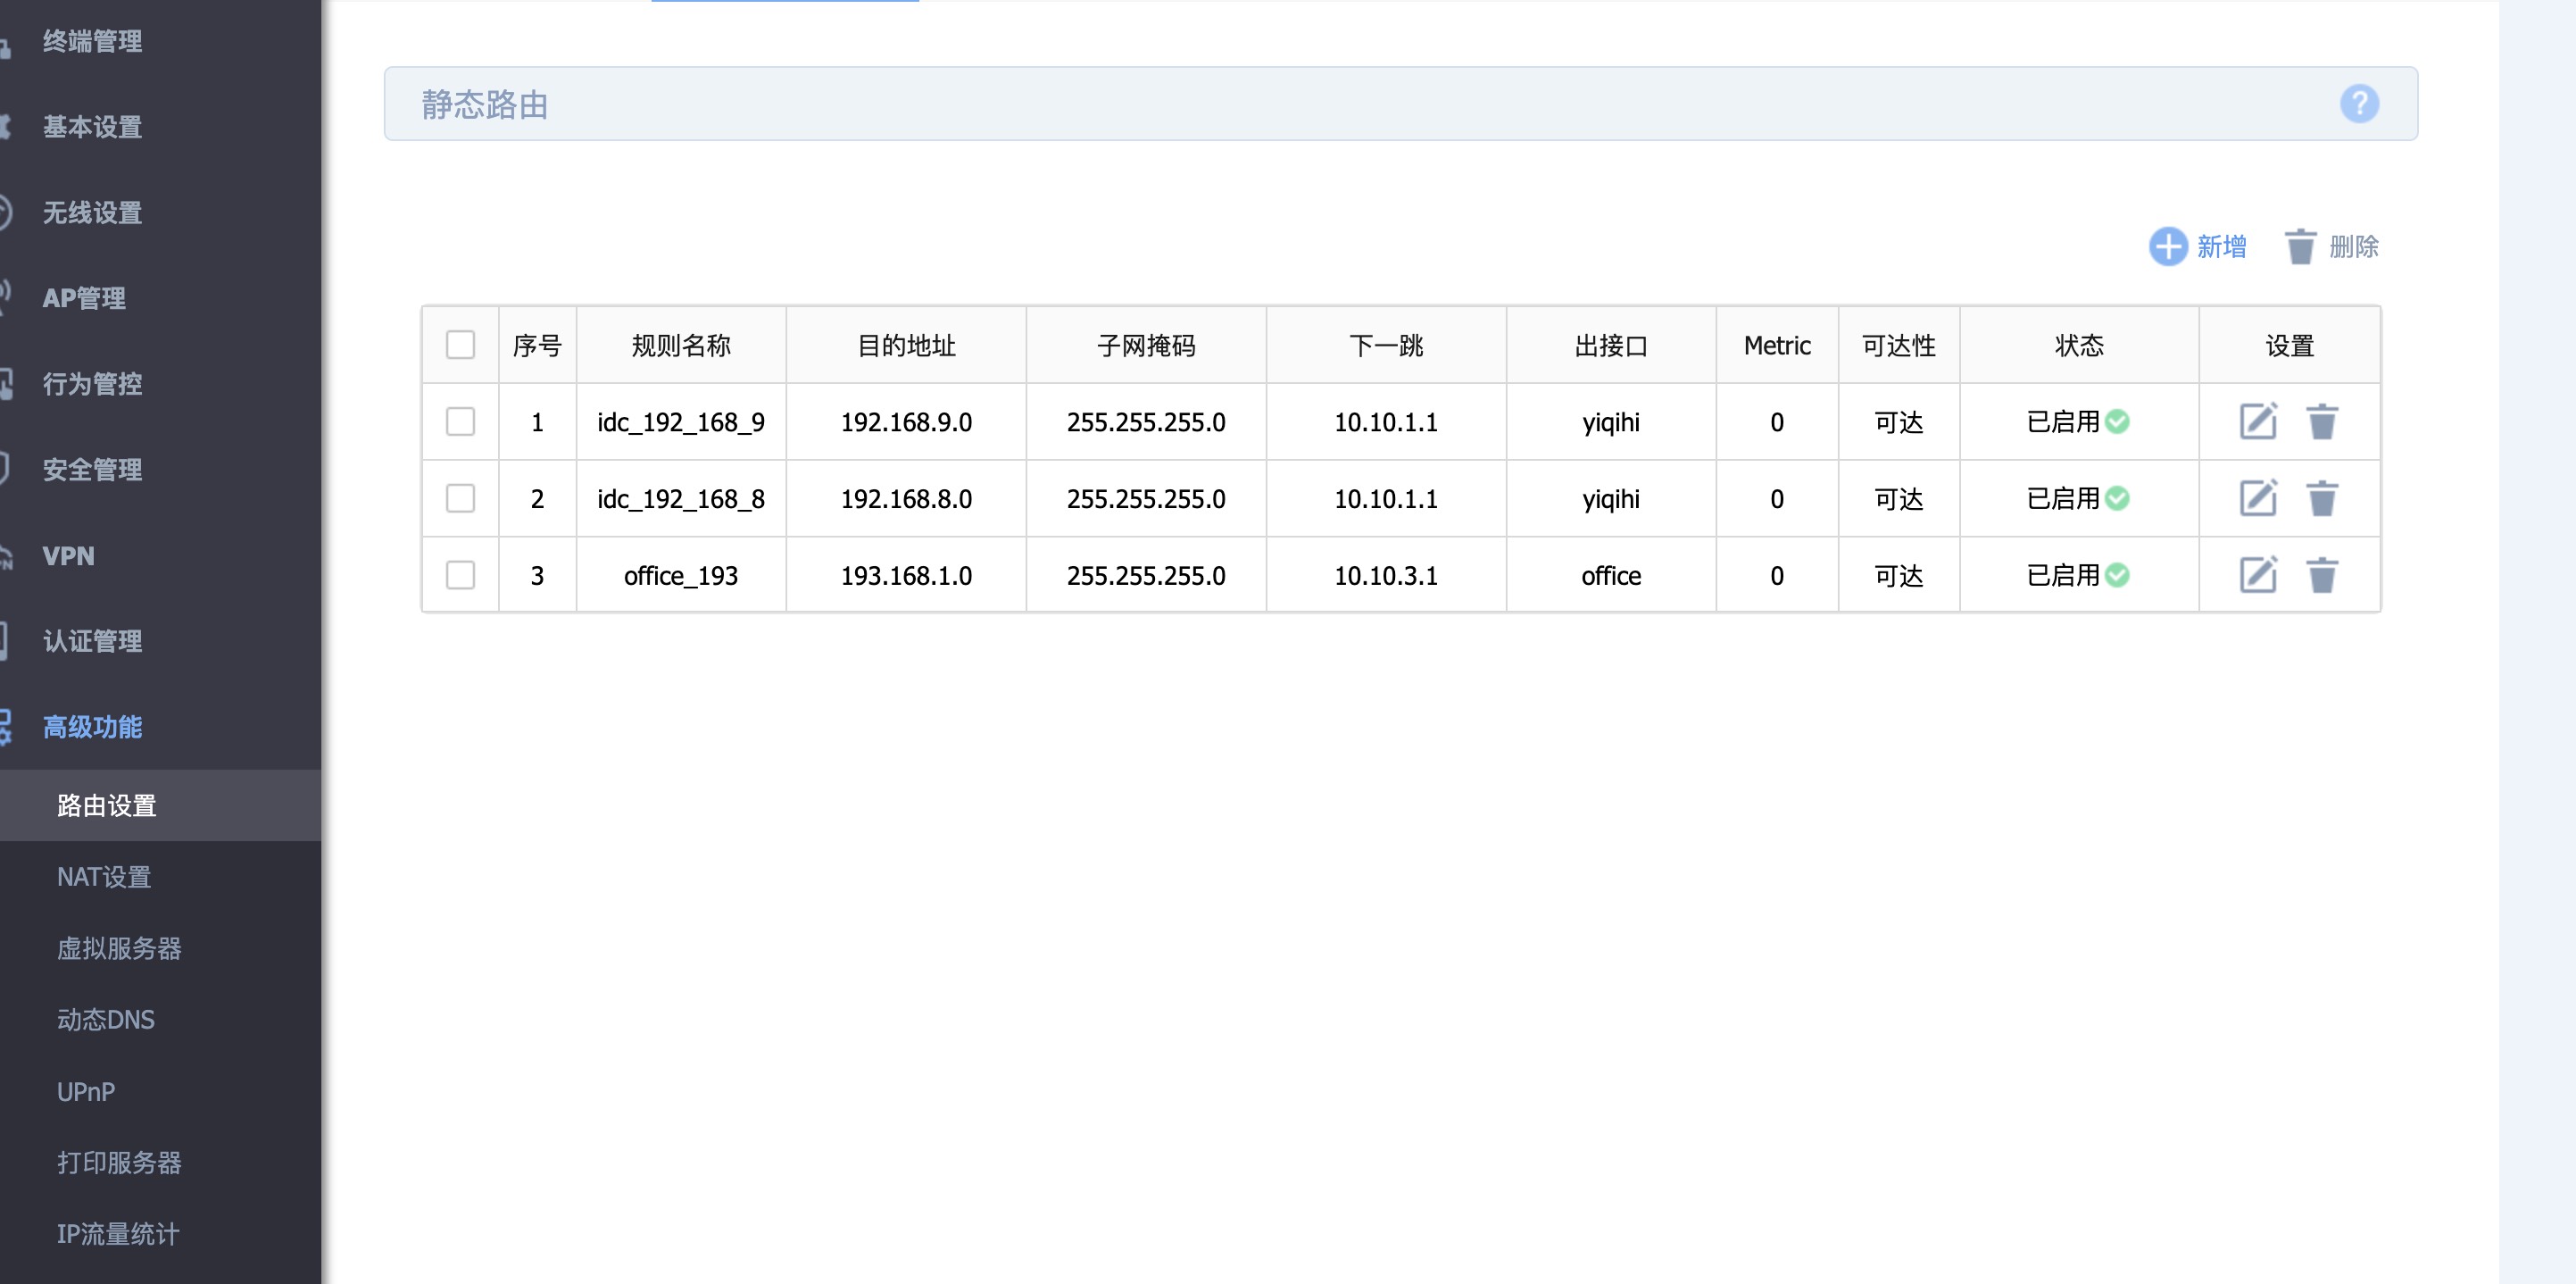 终端管理
基本设置
无线设置
AP管理
行为管控
安全管理
VPN
认证管理
高级功能
路由设置
NAT设置
虚拟服务器
动态DNS
UPnP
打印服务器
IP流量统计
静态路由
?
新增 删除
序号 规则名称 目的地址 子网掩码 下一跳 出接口 Metric 可达性 状态 设置
1 idc_192_168_9 192.168.9.0 255.255.255.0 10.10.1.1 yiqihi 0 可达 已启用
2 idc_192_168_8 192.168.8.0 255.255.255.0 10.10.1.1 yiqihi 0 可达 已启用
3 office_193 193.168.1.0 255.255.255.0 10.10.3.1 office 0 可达 已启用